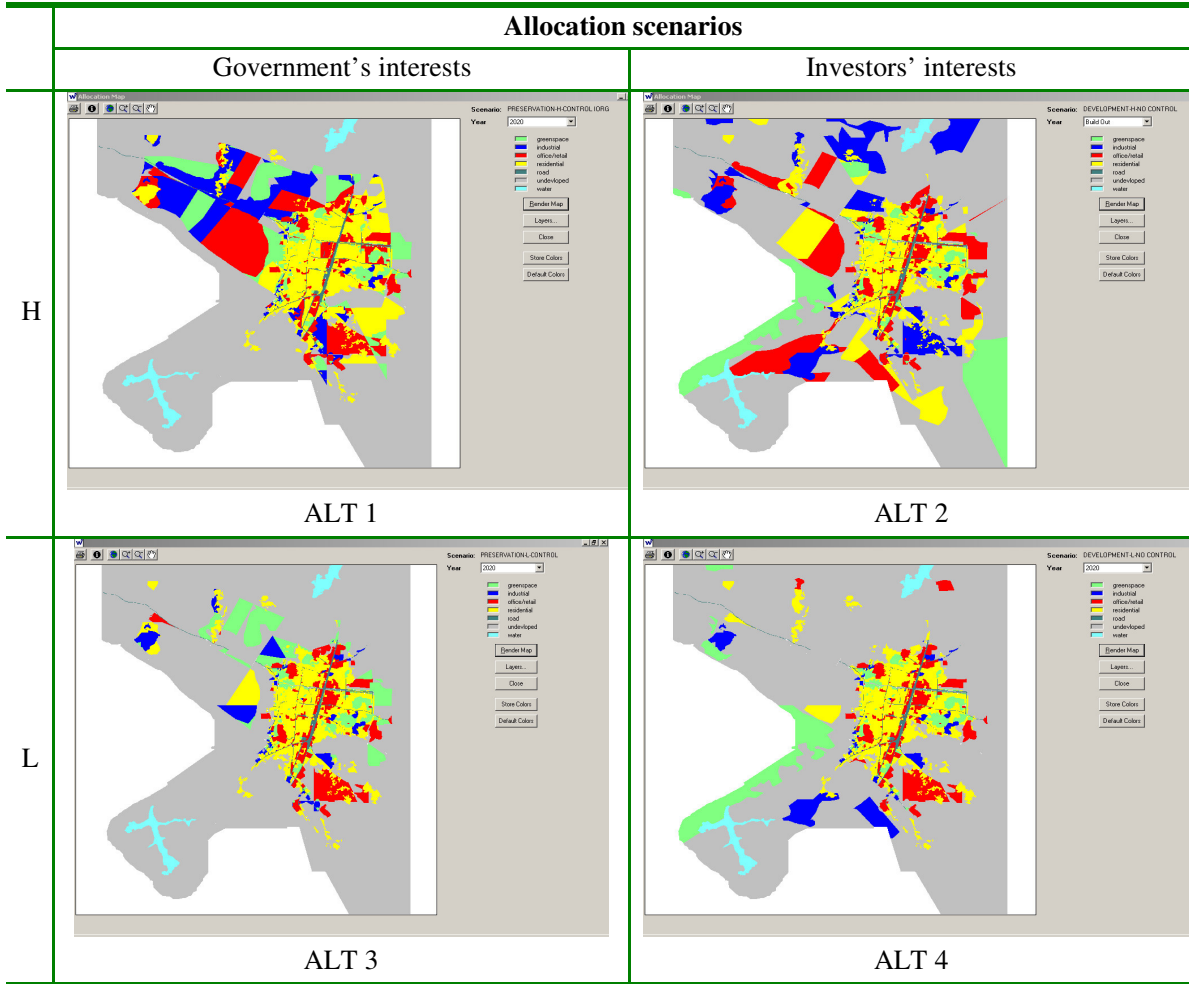 Allocation scenarios
Government’s interests
Investors’ interests
H
Allocation Map
Scenario: PRESERVATION-H-CONTROL IORG
Year 2020
greenspace
industrial
office/retail
residential
road
undevloped
water
Render Map
Layers...
Close
Store Colors
Default Colors
ALT 1
Allocation Map
Scenario: DEVELOPMENT-H-NO CONTROL
Year Build Out
greenspace
industrial
office/retail
residential
road
undevloped
water
Render Map
Layers...
Close
Store Colors
Default Colors
ALT 2
L
Scenario: PRESERVATION-L-CONTROL
Year 2020
greenspace
industrial
office/retail
residential
road
undevloped
water
Render Map
Layers...
Close
Store Colors
Default Colors
ALT 3
Scenario: DEVELOPMENT-L-NO CONTROL
Year 2020
greenspace
industrial
office/retail
residential
road
undevloped
water
Render Map
Layers...
Close
Store Colors
Default Colors
ALT 4